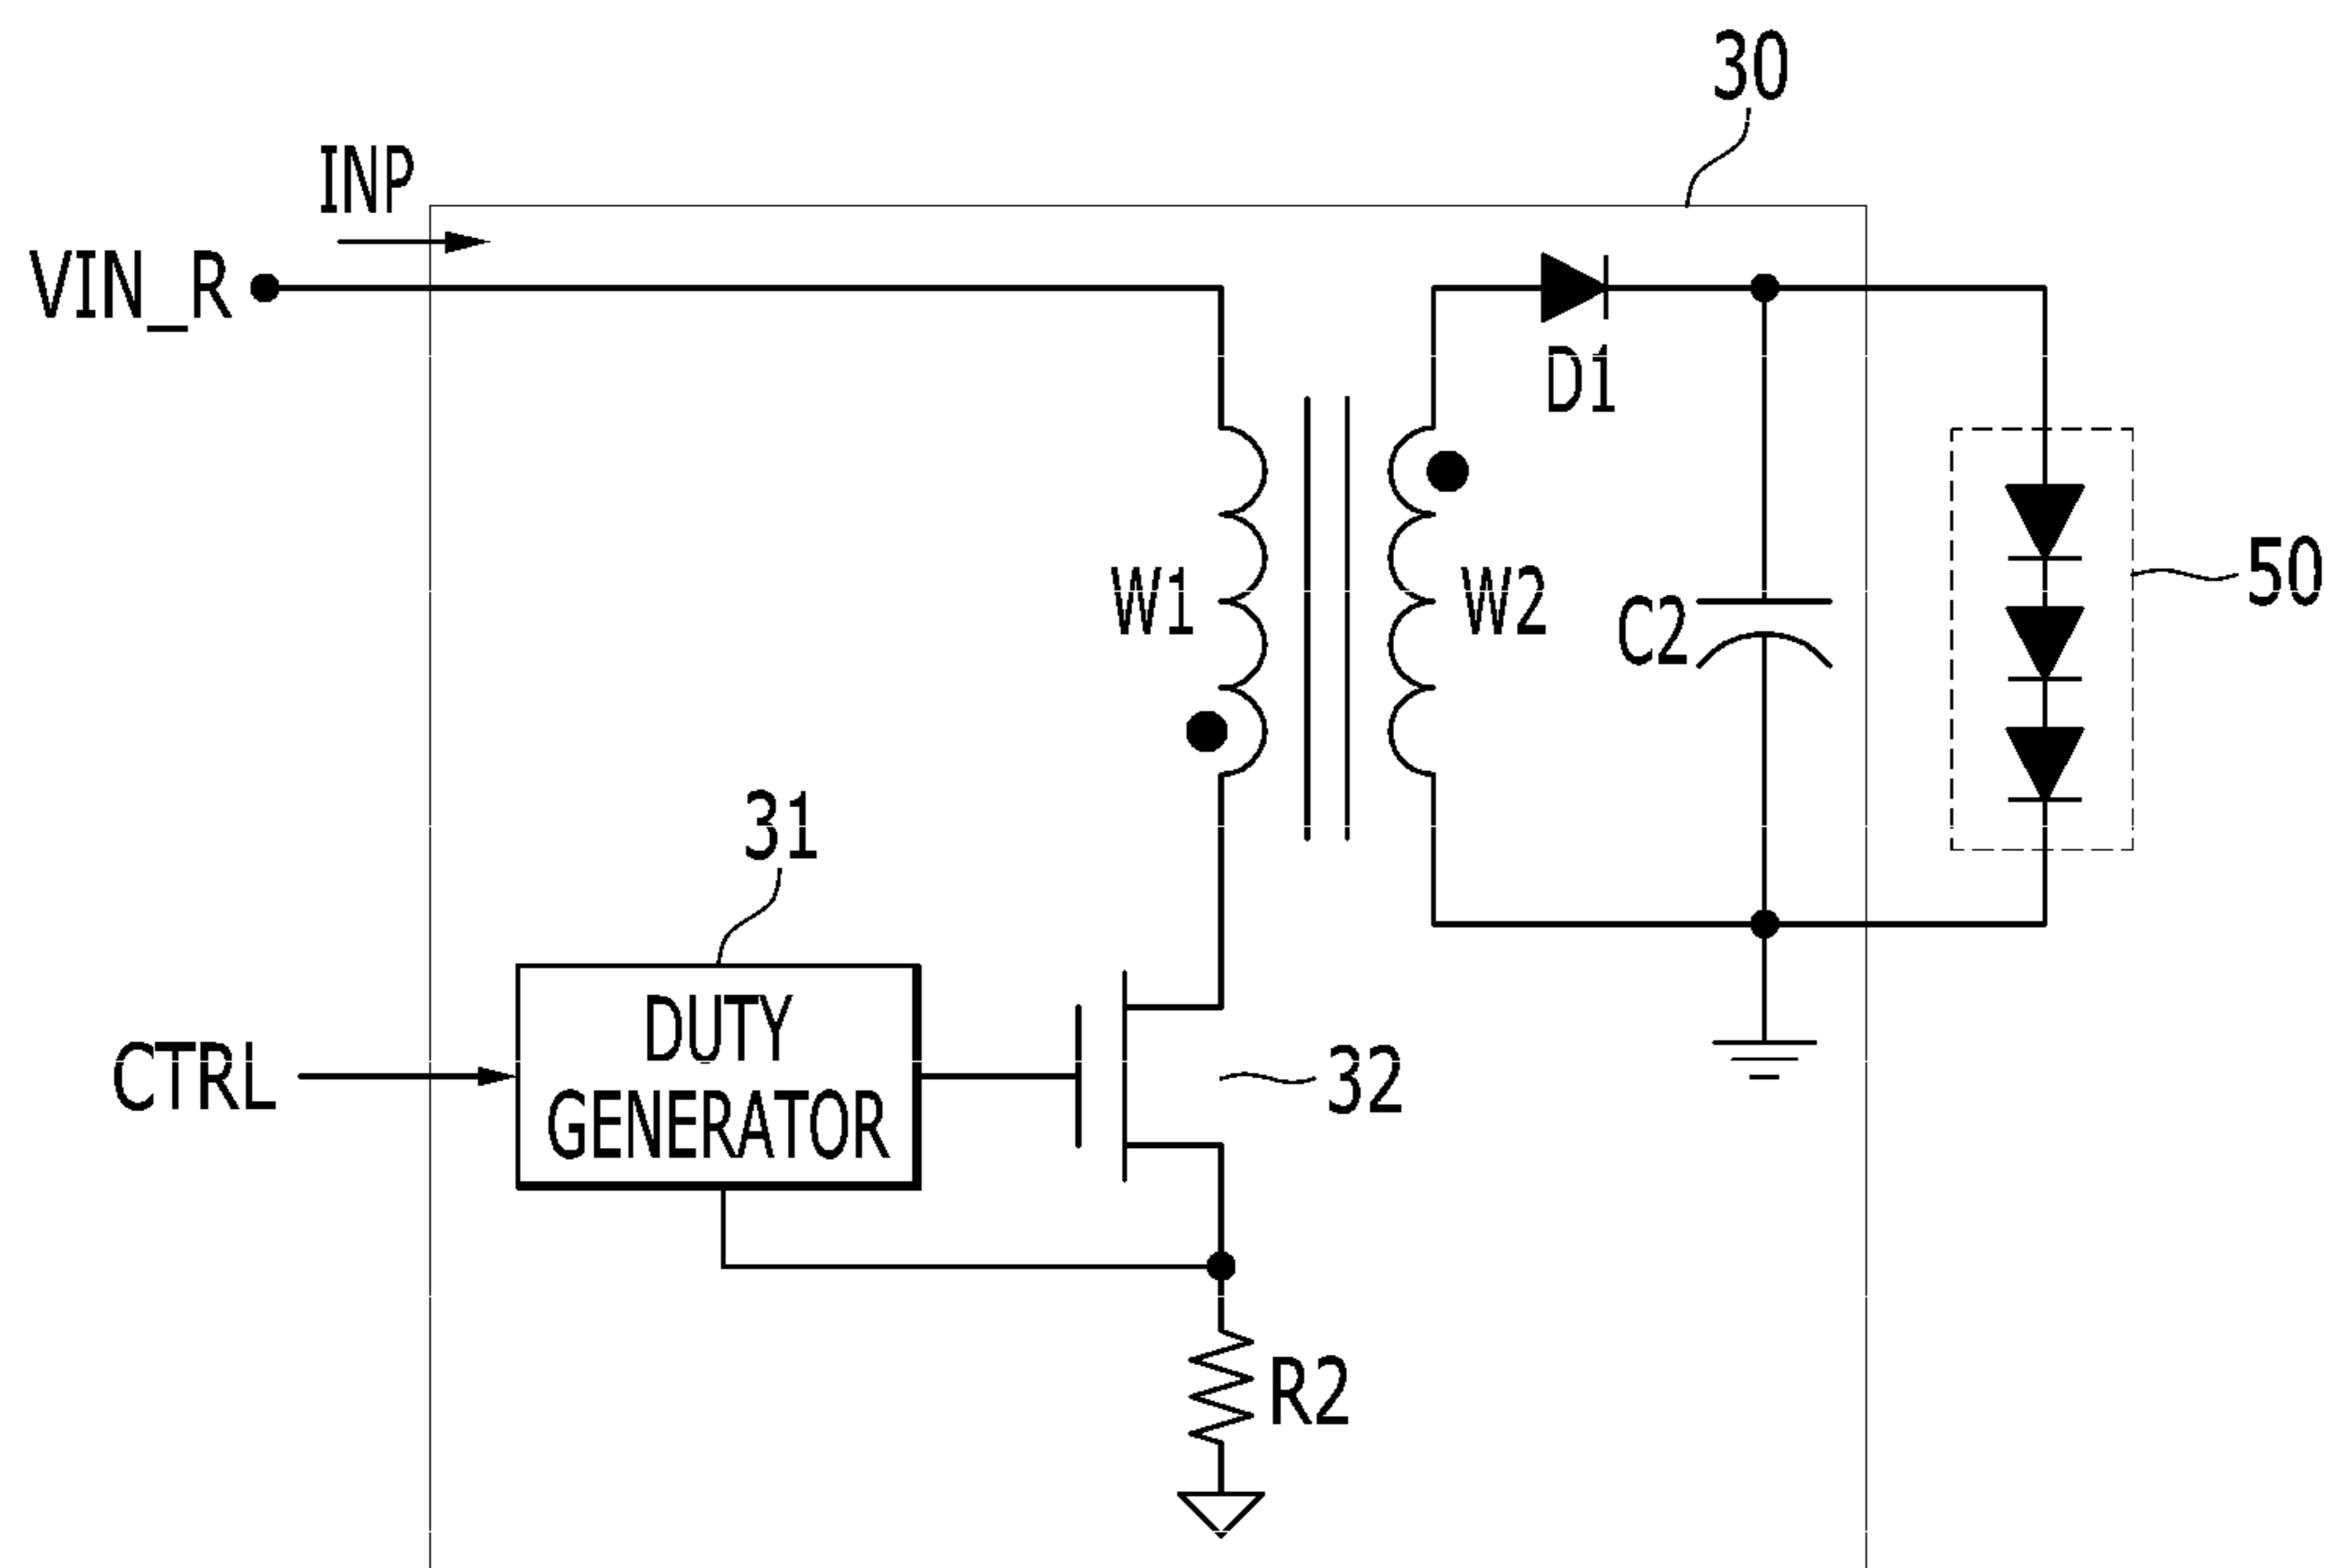 30
INP
VIN_R
D1
W1
W2
C2
50
31
DUTY
GENERATOR
CTRL
32
R2